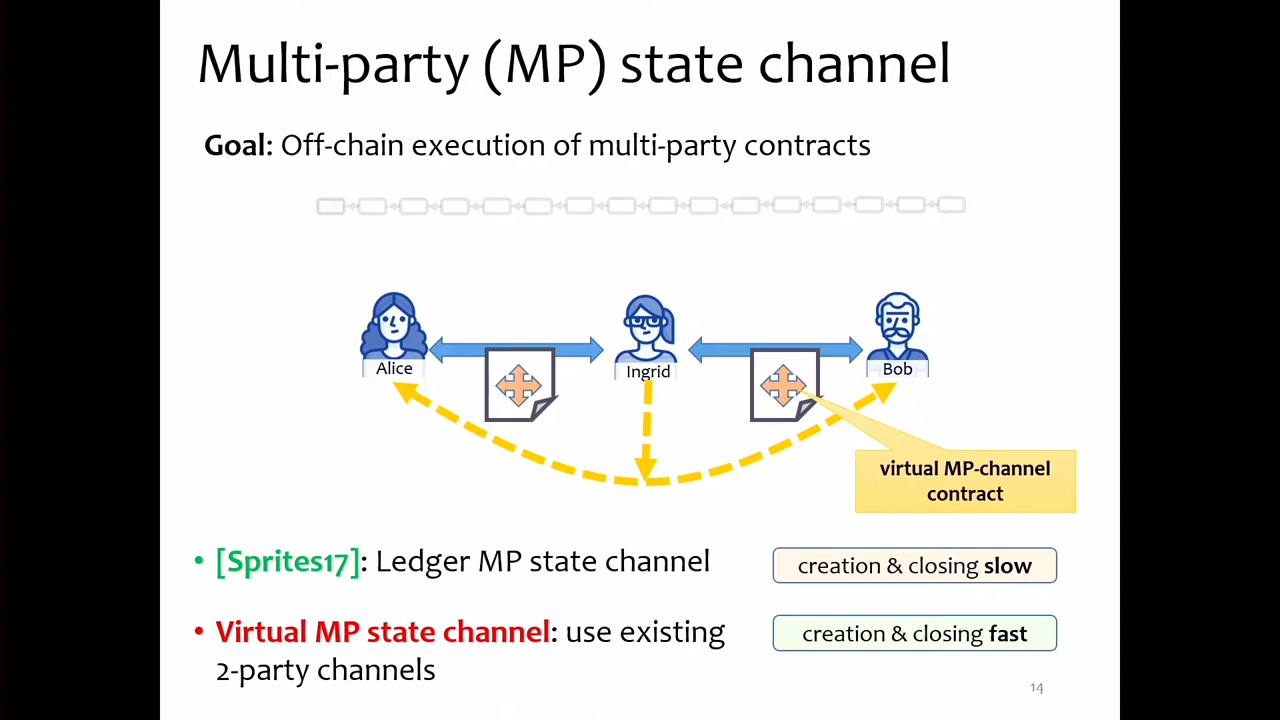 Multi-party (MP) state channel
Goal: Off-chain execution of multi-party contracts
Alice
Ingrid
Bob
virtual MP-channel
contract
• [Sprites17]: Ledger MP state channel
creation & closing slow
• Virtual MP state channel: use existing
2-party channels
creation & closing fast
14